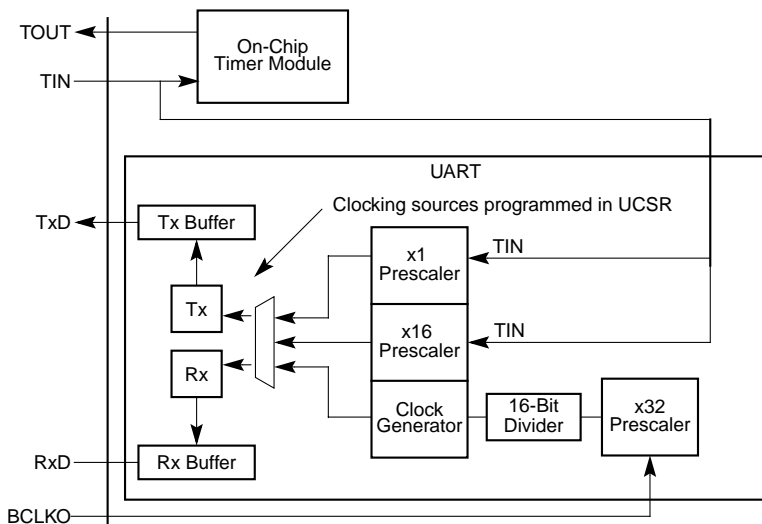 TOUT
On-Chip
Timer Module
TIN
UART
Clocking sources programmed in UCSR
TxD
Tx Buffer
x1
Prescaler
TIN
Tx
x16
Prescaler
TIN
Rx
Clock
Generator
16-Bit
Divider
x32
Prescaler
RxD
Rx Buffer
BCLKO